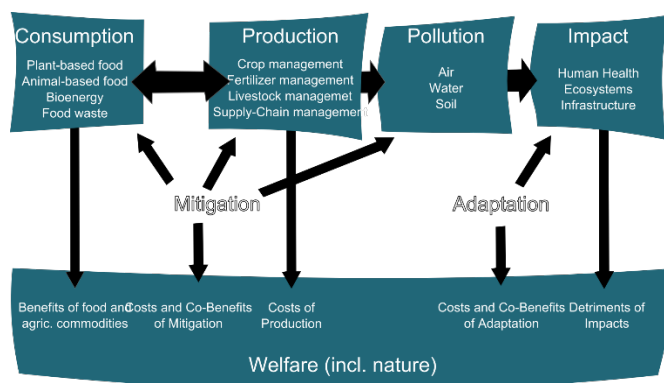 Consumption
Plant-based food
Animal-based food
Bioenergy
Food waste
Production
Crop management
Fertilizer management
Livestock managemet
Supply-Chain management
Pollution
Air
Water
Soil
Impact
Human Health
Ecosystems
Infrastructure
Mitigation
Adaptation
Benefits of food and
agric. commodities
Costs and Co-Benefits
of Mitigation
Costs of
Production
Costs and Co-Benefits
of Adaptation
Detriments of
Impacts
Welfare (incl. nature)